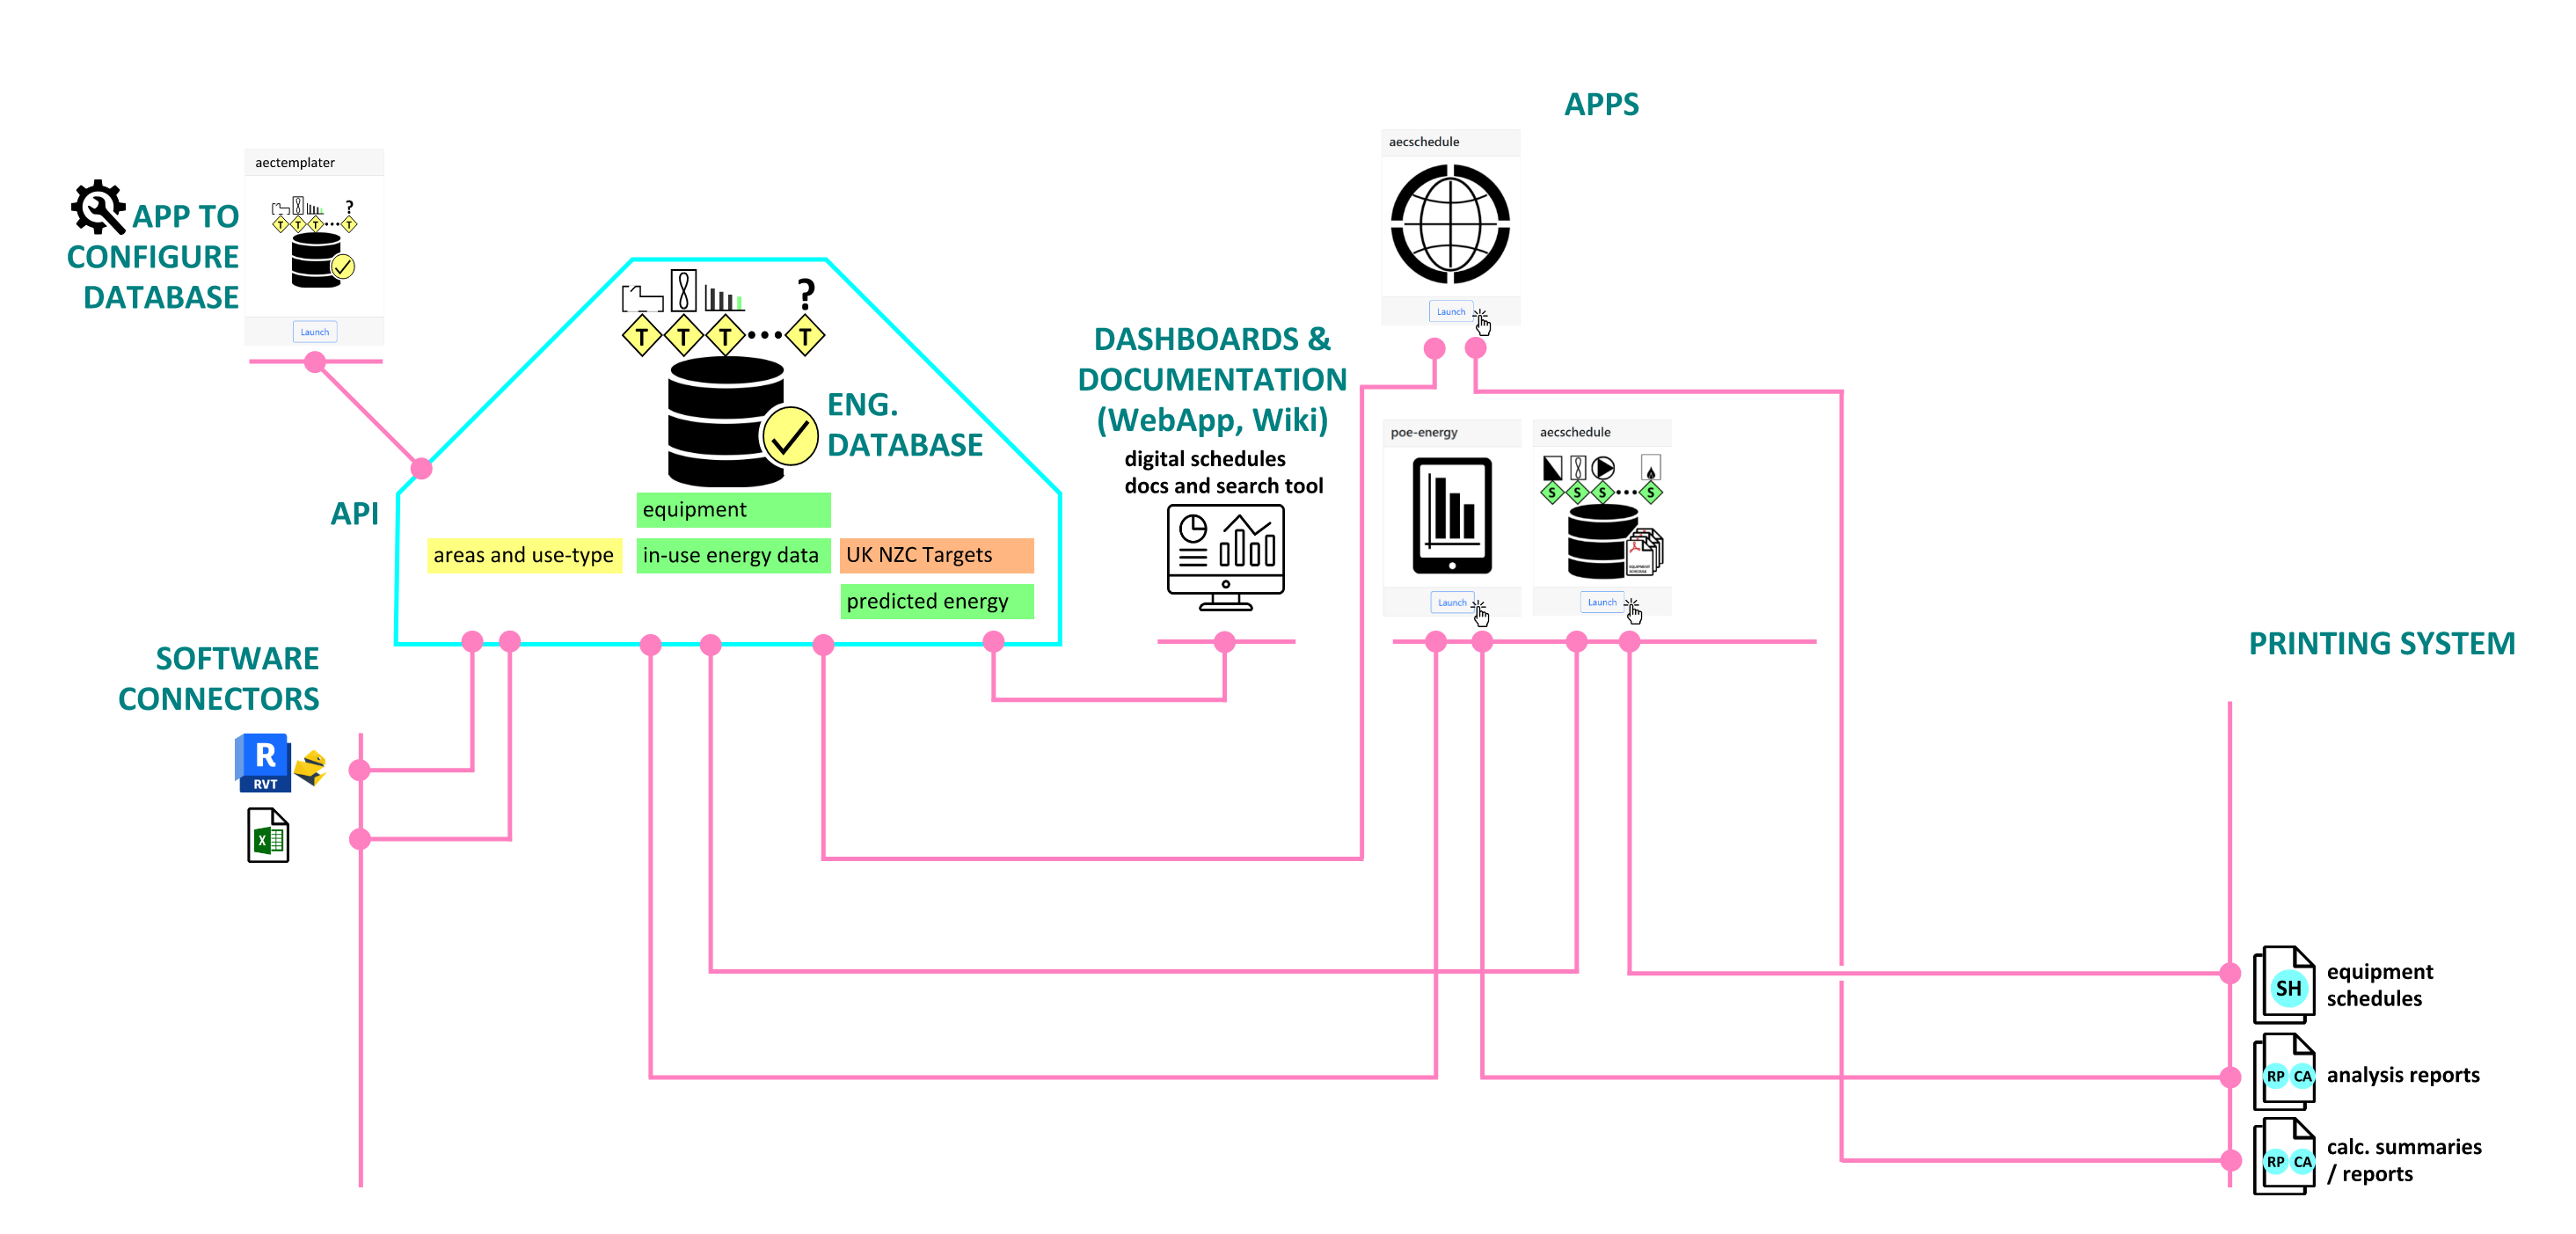 APPS
aecschedule
Launch
aectemplater
?
T T T T
Launch
APP TO
CONFIGURE
DATABASE
?
T T T T
ENG.
DATABASE
API
equipment
areas and use-type
in-use energy data
UK NZC Targets
predicted energy
DASHBOARDS &
DOCUMENTATION
(WebApp, Wiki)
digital schedules
docs and search tool
poe-energy
Launch
aecschedule
S S S S
EQUIPMENT
SCHEDULE
Launch
SOFTWARE
CONNECTORS
R
RVT
X
PRINTING SYSTEM
SH
equipment
schedules
RP CA
analysis reports
RP CA
calc. summaries
/ reports